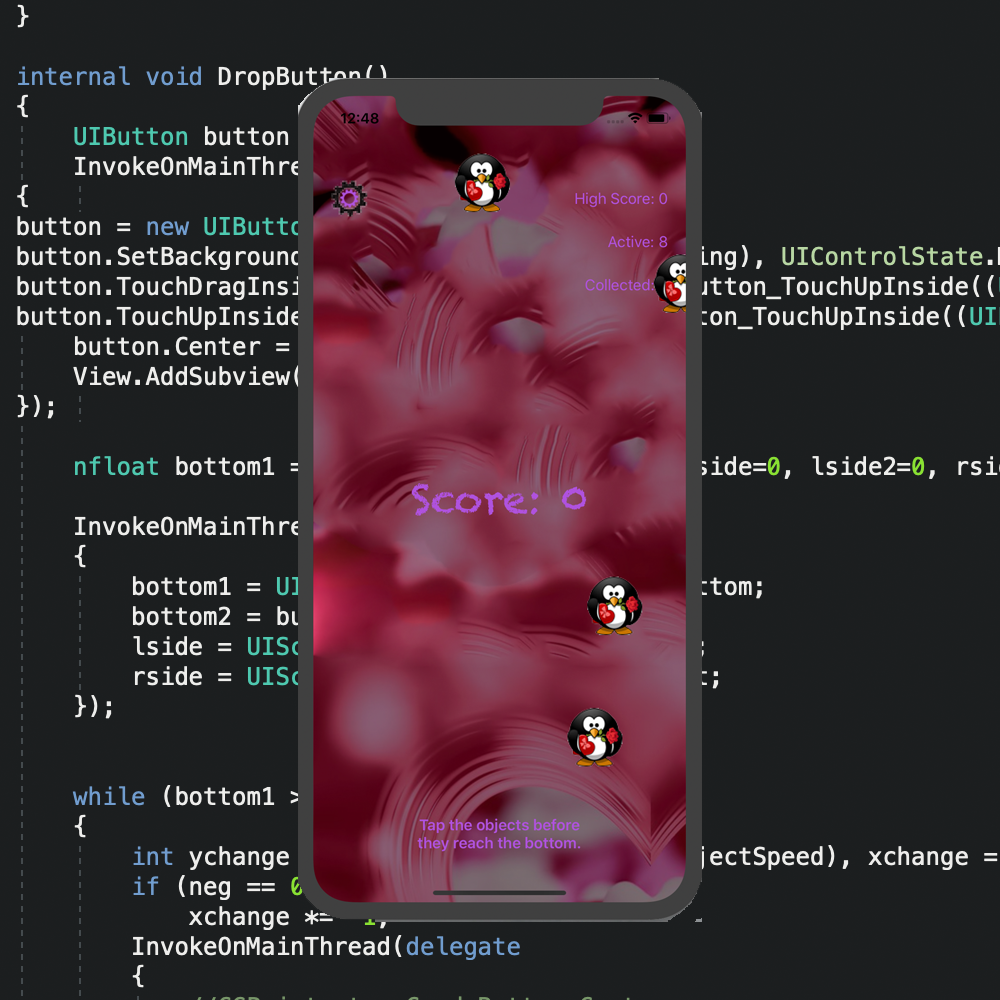 }
internal void DropButton()
{
UIButton button
InvokeOnMainThre
{
button = new UIButto
button.SetBackground
ing), UIControlState.
button.TouchDragInsi
utton_TouchUpInside((
button.TouchUpInside
ton_TouchUpInside((UI
button.Center =
View.AddSubview(
});
nfloat bottom1 =
side=0, lside2=0, rsi
InvokeOnMainThre
{
bottom1 = UI
ttom;
bottom2 = bu
lside = UISc
;
rside = UISc
t;
});
while (bottom1 >
{
int ychange
jectSpeed), xchange =
if (neg == 0
xchange *= 1,
InvokeOnMainThread(delegate
{
12:48
High Score: 0
Active: 8
Collected:
Score: 0
Tap the objects before
they reach the bottom.